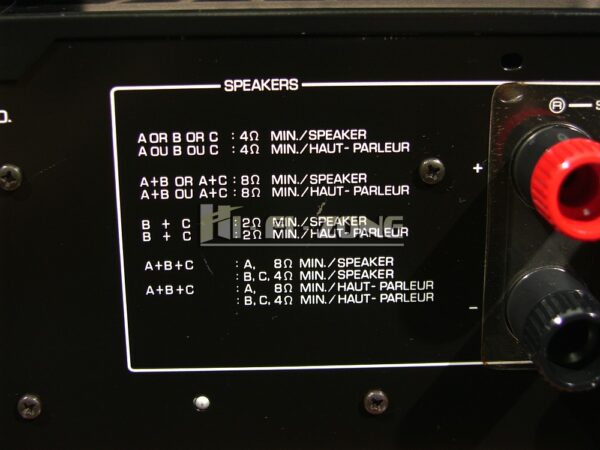 SPEAKERS
O.
Ⓡ — S
A OR B OR C : 4Ω MIN./SPEAKER
A OU B OU C : 4Ω MIN./HAUT- PARLEUR
+
A+B OR A+C : 8Ω MIN./SPEAKER
A+B OU A+C : 8Ω MIN./HAUT- PARLEUR
B + C : 2Ω MIN./SPEAKER
B + C : 2Ω MIN./HAUT- PARLEUR
A+B+C : A, 8Ω MIN./SPEAKER
: B, C, 4Ω MIN./SPEAKER
A+B+C : A, 8Ω MIN./HAUT- PARLEUR
: B, C, 4Ω MIN./HAUT- PARLEUR
−